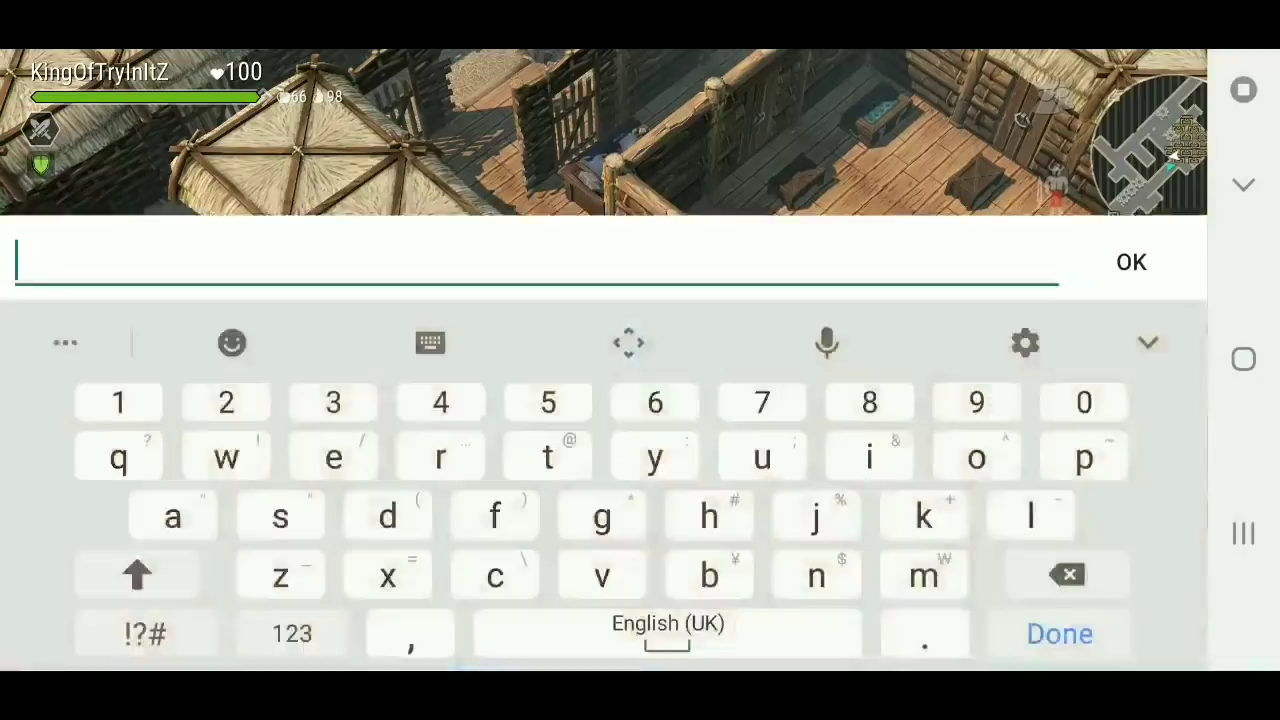 KingOfTryInItZ 100
66 98
OK
1 2 3 4 5 6 7 8 9 0
? ! / ... @ : ; & ^ ~
q w e r t y u i o p
" " ( ) * # % + -
a s d f g h j k l
_ = \ ¥ $ ₩
z x c v b n m
!?# 123 , English (UK) . Done